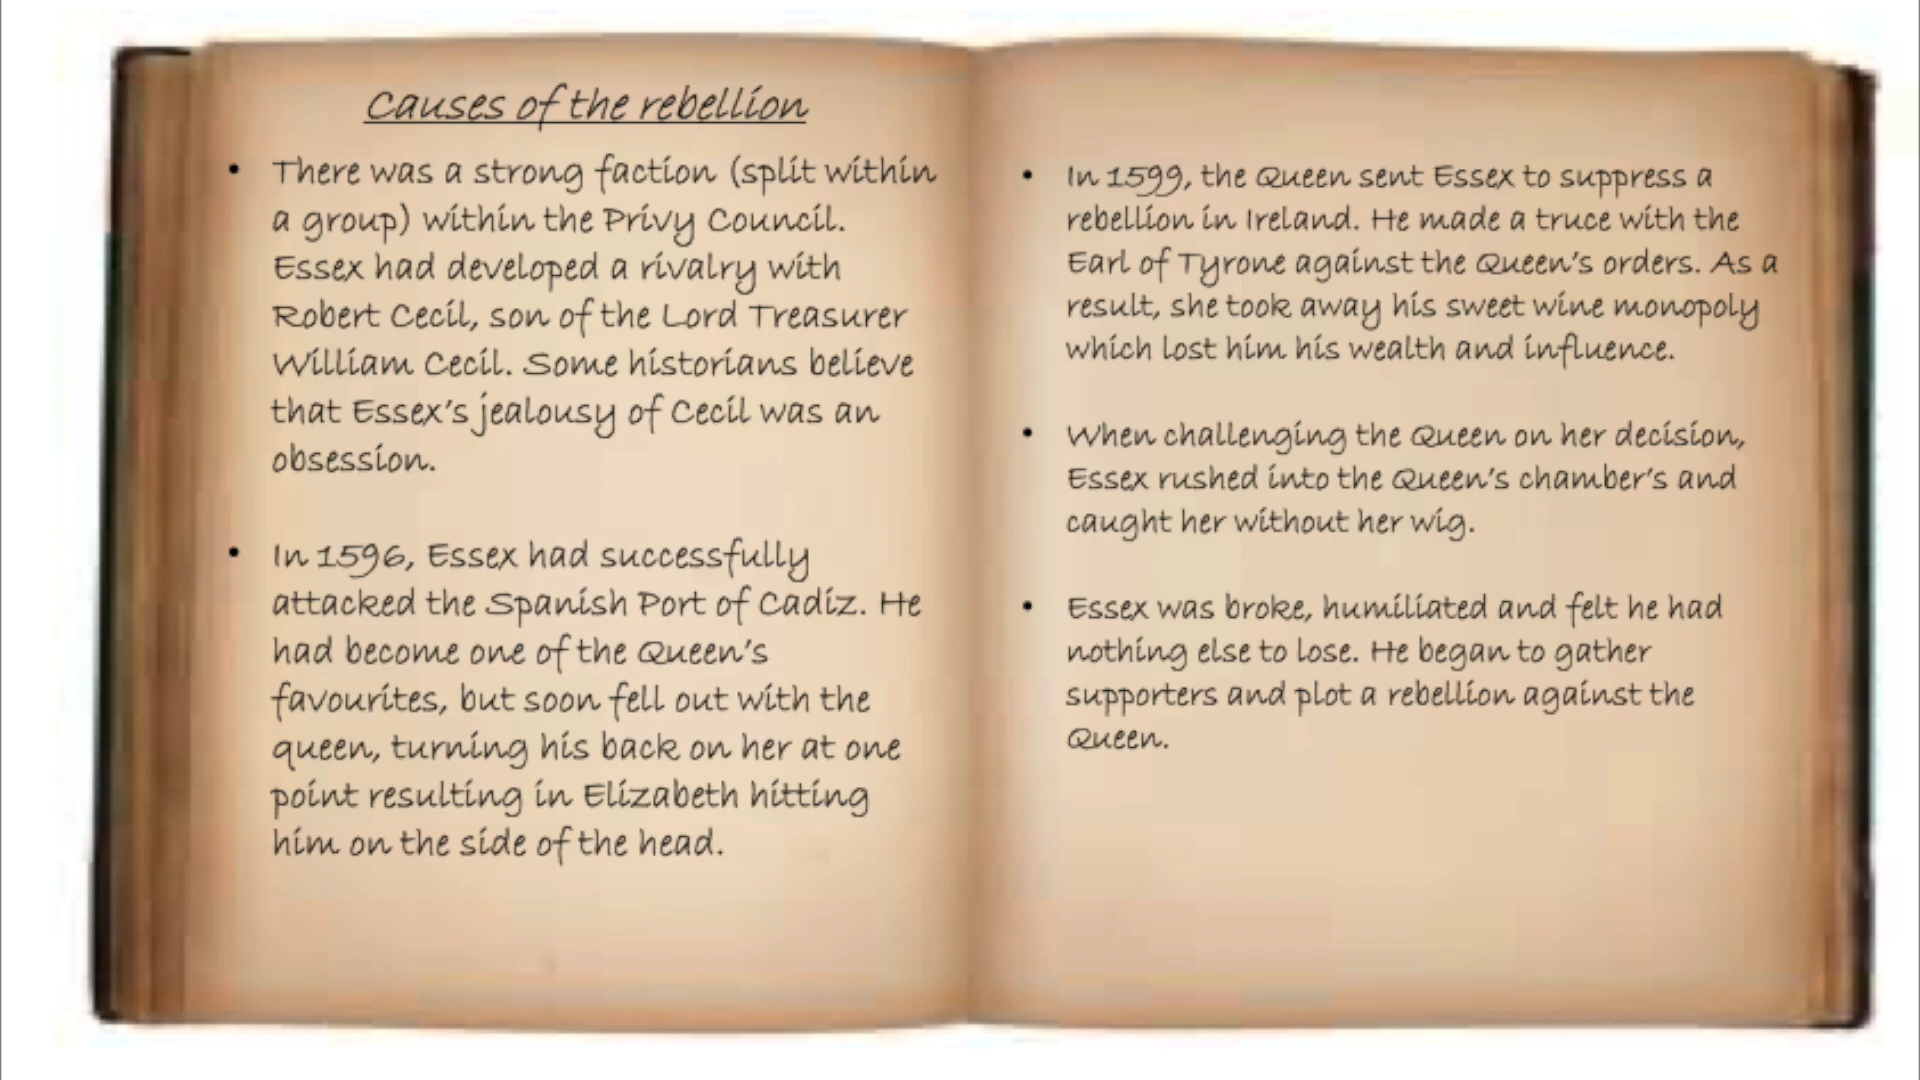 Causes of the rebellion
• There was a strong faction (split within
a group) within the Privy Council.
Essex had developed a rivalry with
Robert Cecil, son of the Lord Treasurer
William Cecil. Some historians believe
that Essex's jealousy of Cecil was an
obsession.
• In 1596, Essex had successfully
attacked the Spanish Port of Cadiz. He
had become one of the Queen's
favourites, but soon fell out with the
queen, turning his back on her at one
point resulting in Elizabeth hitting
him on the side of the head.
• In 1599, the Queen sent Essex to suppress a
rebellion in Ireland. He made a truce with the
Earl of Tyrone against the Queen's orders. As a
result, she took away his sweet wine monopoly
which lost him his wealth and influence.
• When challenging the Queen on her decision,
Essex rushed into the Queen's chamber's and
caught her without her wig.
• Essex was broke, humiliated and felt he had
nothing else to lose. He began to gather
supporters and plot a rebellion against the
Queen.